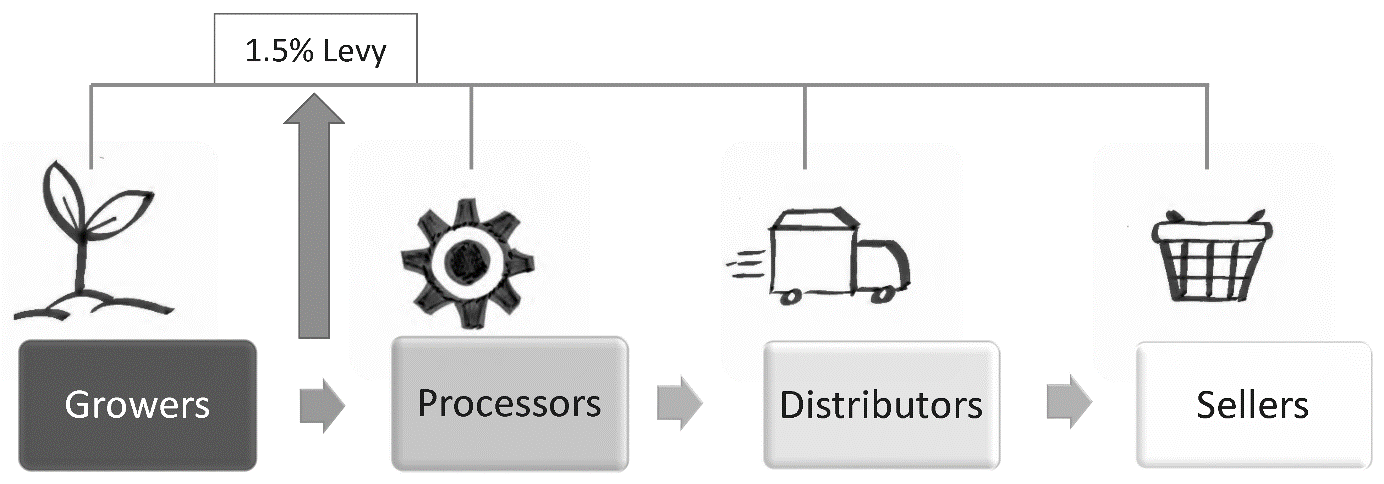 1.5% Levy
Growers
Processors
Distributors
Sellers